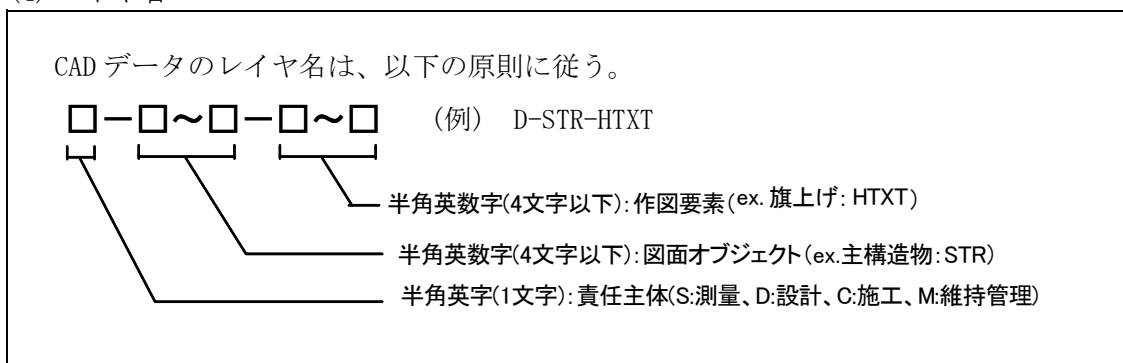 CADデータのレイヤ名は、以下の原則に従う。
□－□～□－□～□ (例) D-STR-HTXT
半角英数字(4文字以下):作図要素(ex.旗上げ:HTXT)
半角英数字(4文字以下):図面オブジェクト(ex.主構造物:STR)
半角英字(1文字):責任主体(S:測量、D:設計、C:施工、M:維持管理)